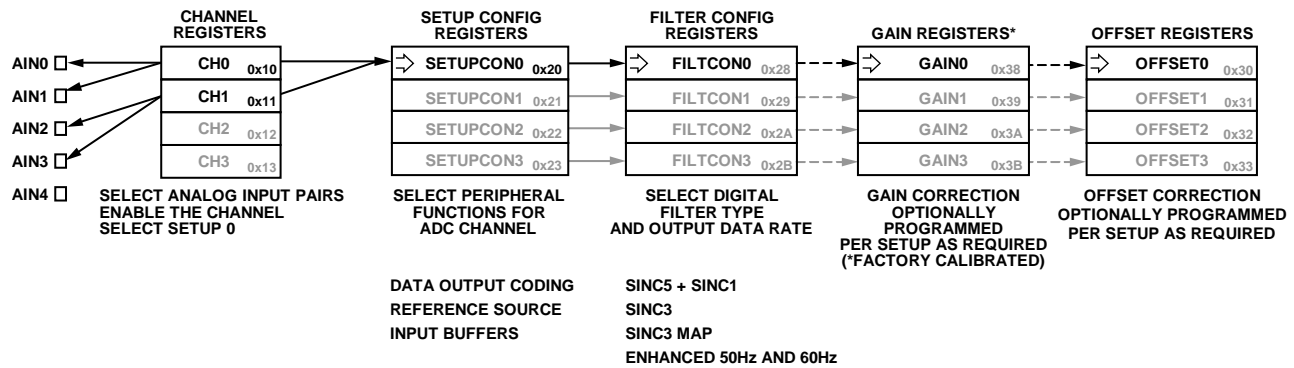 CHANNEL
REGISTERS
SETUP CONFIG
REGISTERS
FILTER CONFIG
REGISTERS
GAIN REGISTERS*
OFFSET REGISTERS
AIN0
CH0 0x10
SETUPCON0 0x20
FILTCON0 0x28
GAIN0 0x38
OFFSET0 0x30
AIN1
CH1 0x11
SETUPCON1 0x21
FILTCON1 0x29
GAIN1 0x39
OFFSET1 0x31
AIN2
CH2 0x12
SETUPCON2 0x22
FILTCON2 0x2A
GAIN2 0x3A
OFFSET2 0x32
AIN3
CH3 0x13
SETUPCON3 0x23
FILTCON3 0x2B
GAIN3 0x3B
OFFSET3 0x33
AIN4
SELECT ANALOG INPUT PAIRS
ENABLE THE CHANNEL
SELECT SETUP 0
SELECT PERIPHERAL
FUNCTIONS FOR
ADC CHANNEL
SELECT DIGITAL
FILTER TYPE
AND OUTPUT DATA RATE
GAIN CORRECTION
OPTIONALLY
PROGRAMMED
PER SETUP AS REQUIRED
(*FACTORY CALIBRATED)
OFFSET CORRECTION
OPTIONALLY PROGRAMMED
PER SETUP AS REQUIRED
DATA OUTPUT CODING
REFERENCE SOURCE
INPUT BUFFERS
SINC5 + SINC1
SINC3
SINC3 MAP
ENHANCED 50Hz AND 60Hz